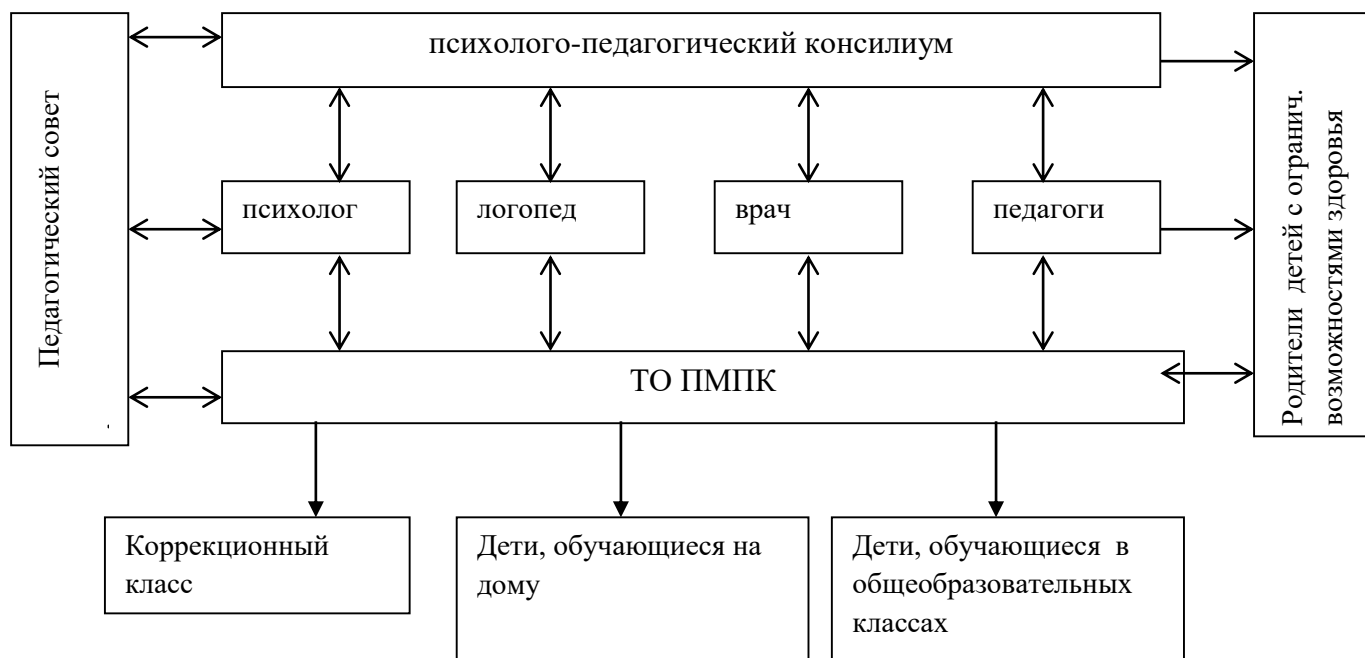 психолого-педагогический консилиум
Педагогический совет
психолог
логопед
врач
педагоги
Родители детей с огранич.
возможностями здоровья
ТО ПМПК
Коррекционный
класс
Дети, обучающиеся на
дому
Дети, обучающиеся в
общеобразовательных
классах